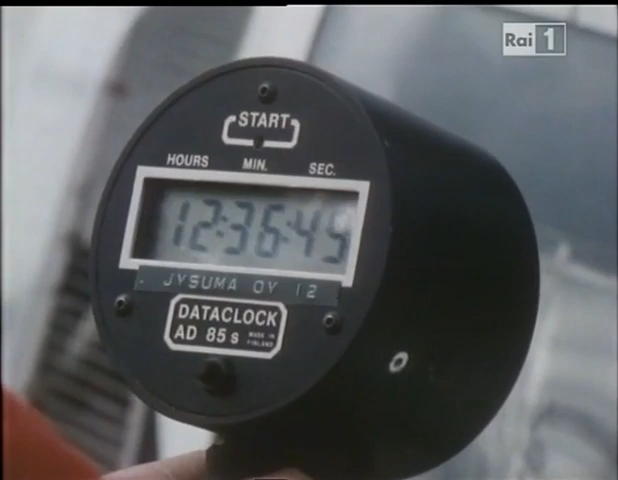 Rai 1
START
HOURS MIN. SEC.
12:36:45
JYSUMA OY 12
DATACLOCK
AD 85 s MADE IN FINLAND